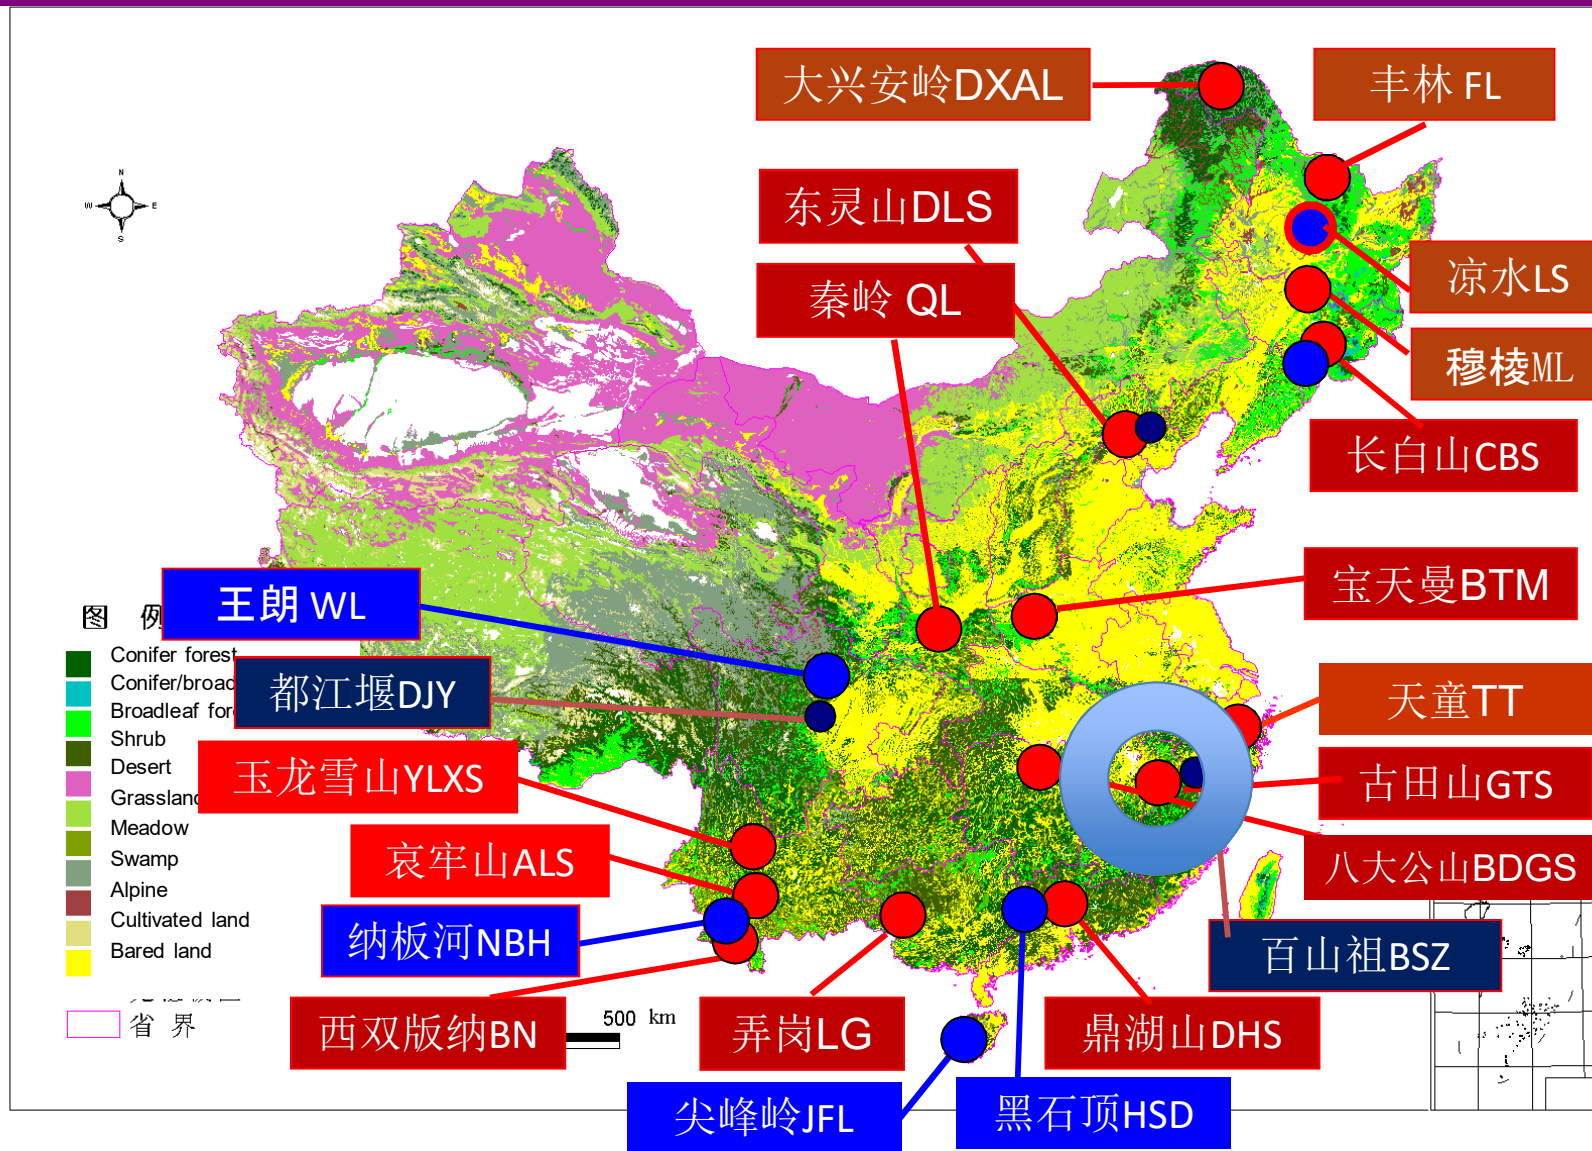 大兴安岭DXAL
丰林 FL
东灵山DLS
秦岭 QL
凉水LS
穆棱ML
长白山CBS
N
W
E
S
宝天曼BTM
王朗 WL
图 例
Conifer forest
Conifer/broad
Broadleaf for
Shrub
Desert
Grassland
Meadow
Swamp
Alpine
Cultivated land
Bared land
省 界
都江堰DJY
天童TT
玉龙雪山YLXS
古田山GTS
哀牢山ALS
八大公山BDGS
纳板河NBH
百山祖BSZ
西双版纳BN
500 km
弄岗LG
鼎湖山DHS
尖峰岭JFL
黑石顶HSD